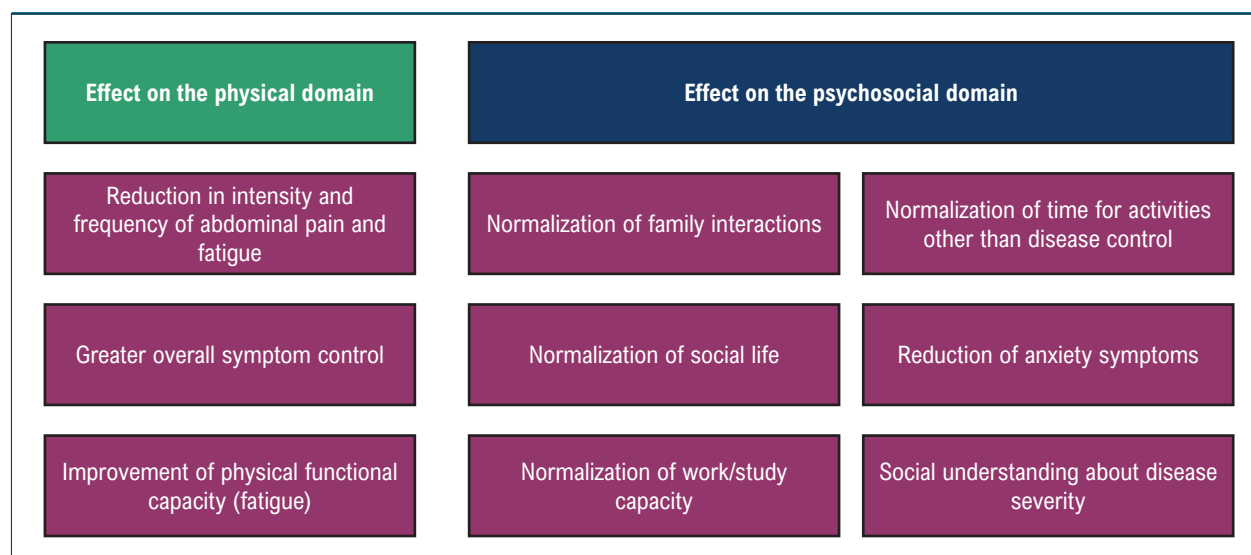 Effect on the physical domain
Effect on the psychosocial domain
Reduction in intensity and
frequency of abdominal pain and
fatigue
Normalization of family interactions
Normalization of time for activities
other than disease control
Greater overall symptom control
Normalization of social life
Reduction of anxiety symptoms
Improvement of physical functional
capacity (fatigue)
Normalization of work/study
capacity
Social understanding about disease
severity